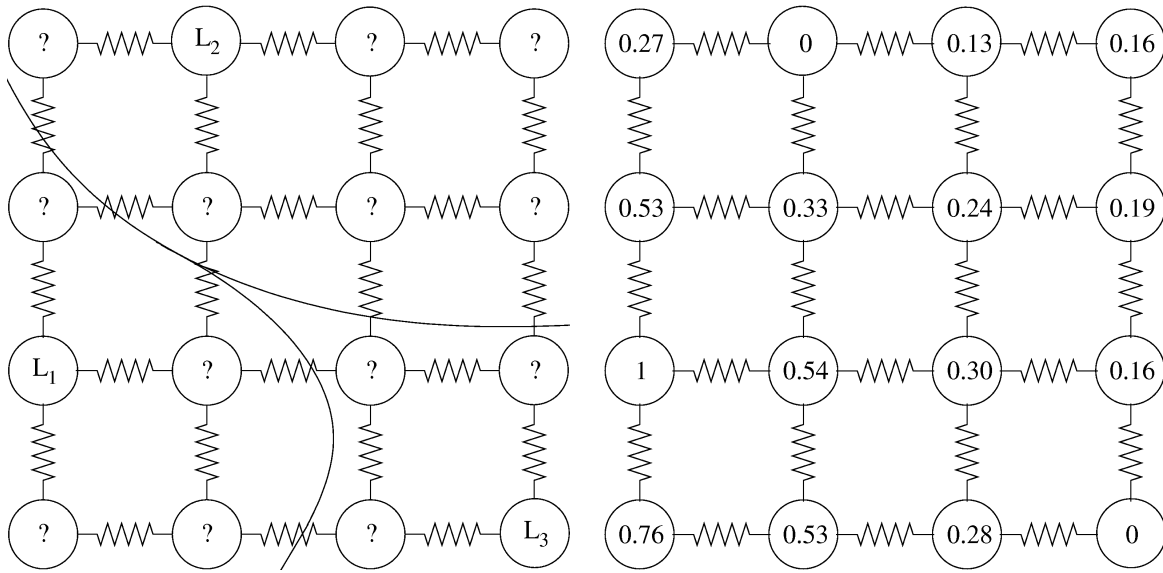 ? L₂ ? ? 0.27 0 0.13 0.16
? ? ? ? 0.53 0.33 0.24 0.19
L₁ ? ? ? 1 0.54 0.30 0.16
? ? ? L₃ 0.76 0.53 0.28 0